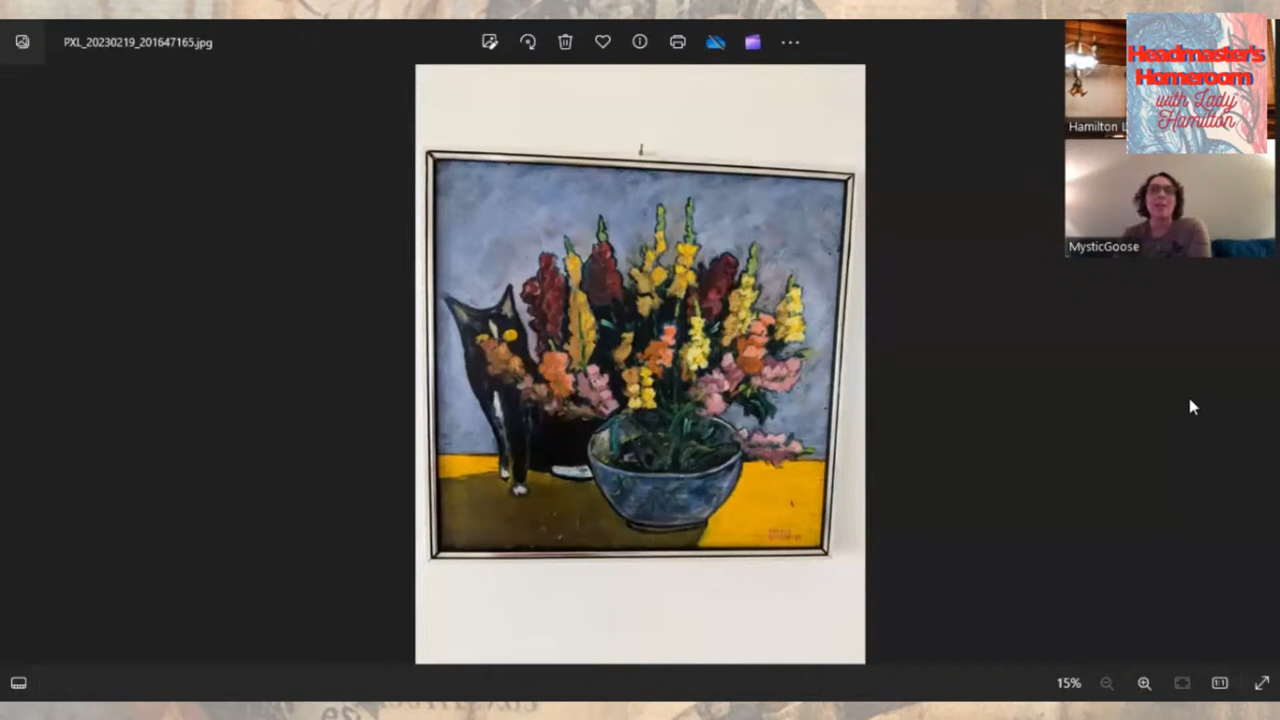 PXL_20230219_201647165.jpg
Headmaster's
Homeroom
with Lady
Hamilton
Hamilton L
MysticGoose
15%